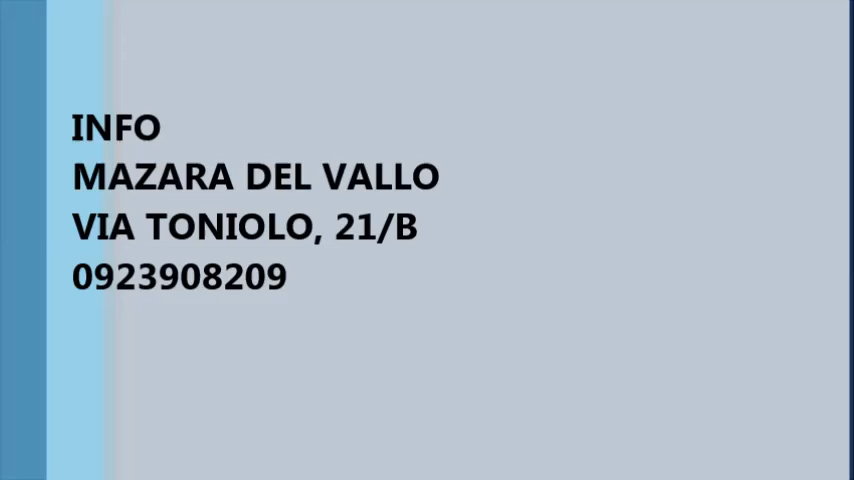 INFO
MAZARA DEL VALLO
VIA TONIOLO, 21/B
0923908209